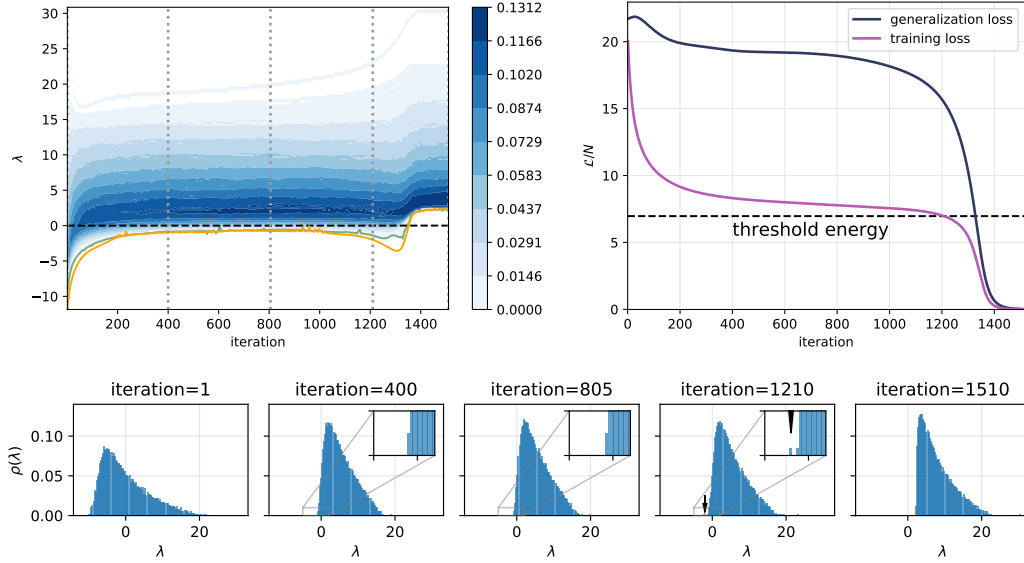 λ
30
25
20
15
10
5
0
−5
−10
200
400
600
800
1000
1200
1400
iteration
0.1312
0.1166
0.1020
0.0874
0.0729
0.0583
0.0437
0.0291
0.0146
0.0000
ℒ/N
20
15
10
5
0
generalization loss
training loss
threshold energy
0
200
400
600
800
1000
1200
1400
iteration
iteration=1
iteration=400
iteration=805
iteration=1210
iteration=1510
ρ(λ)
0.10
0.05
0.00
0
20
λ
0
20
λ
0
20
λ
0
20
λ
0
20
λ